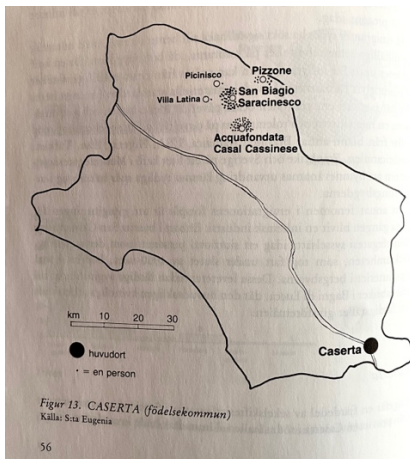 Pizzone
Picinisco
San Biagio
Villa Latina
Saracinesco
Acquafondata
Casal Cassinese
km 10 20 30
huvudort
Caserta
· = en person
Figur 13. CASERTA (födelsekommun)
Källa: S:ta Eugenia
56